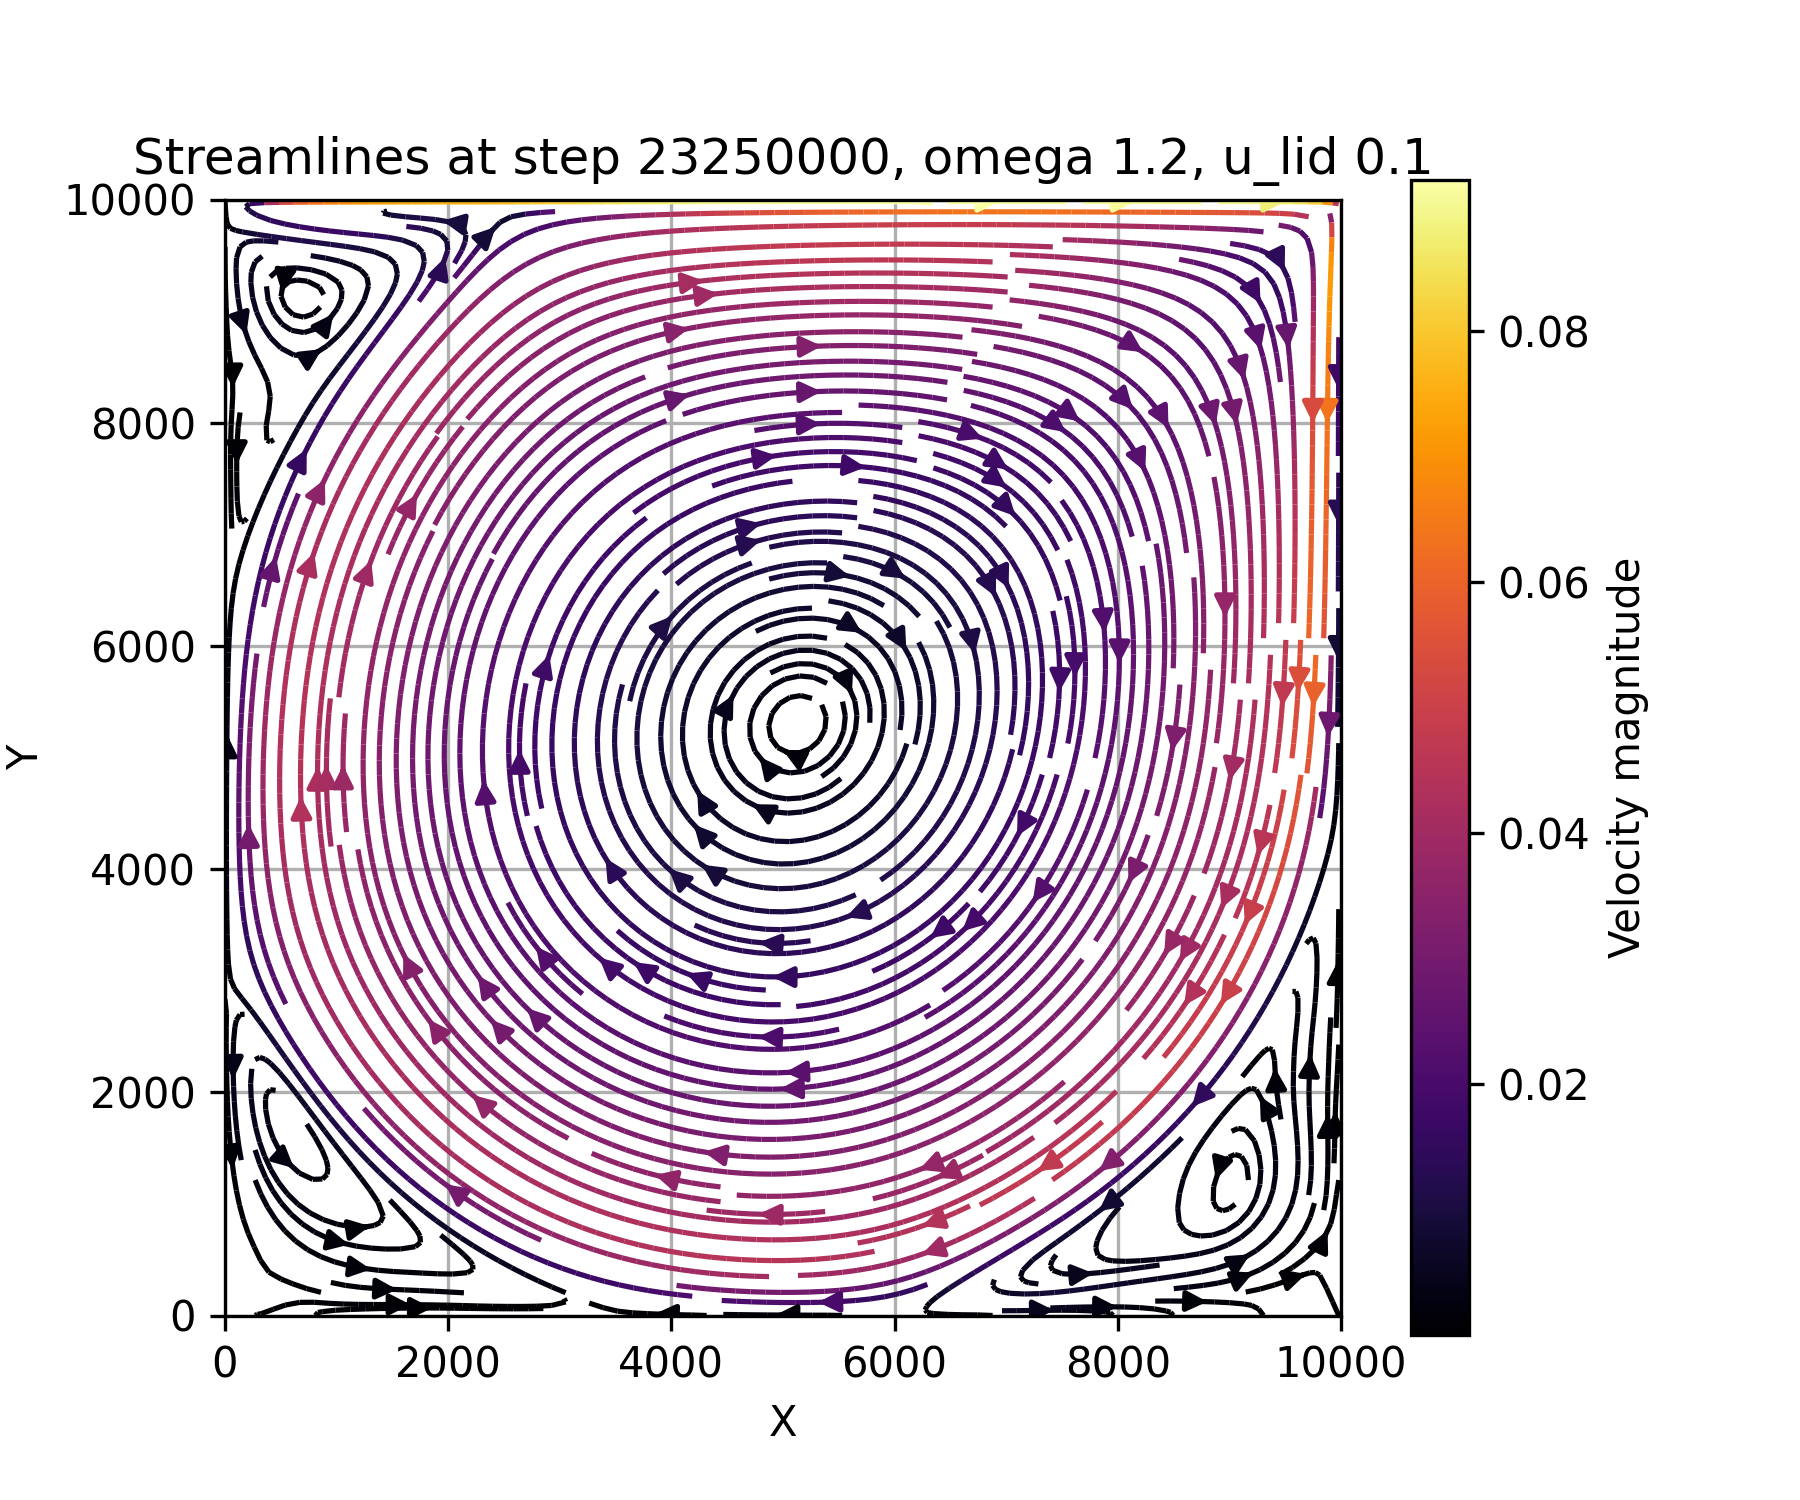 Streamlines at step 23250000, omega 1.2, u_lid 0.1
10000
8000
6000
4000
2000
0
Y
0 2000 4000 6000 8000 10000
X
0.08
0.06
0.04
0.02
Velocity magnitude